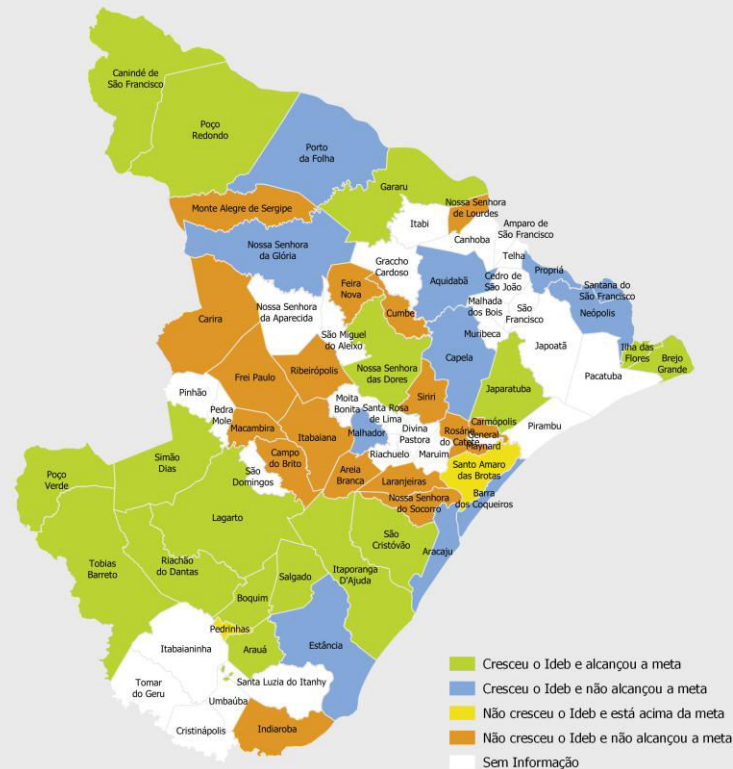 Canindé de
São Francisco
Poço
Redondo
Porto
da Folha
Gararu
Monte Alegre de Sergipe
Nossa Senhora
de Lourdes
Itabi
Amparo de
São Francisco
Canhoba
Nossa Senhora
da Glória
Telha
Graccho
Cardoso
Propriá
Aquidabã
Cedro de
São João
Santana do
São Francisco
Feira
Nova
Nossa Senhora
da Aparecida
Malhada
dos Bois
São
Francisco
Neópolis
Cumbe
Carira
São Miguel
do Aleixo
Muribeca
Japoatã
Ilha das
Flores
Brejo
Grande
Capela
Nossa Senhora
das Dores
Ribeirópolis
Frei Paulo
Pacatuba
Japaratuba
Pinhão
Sirirí
Moita
Bonita
Santa Rosa
de Lima
Pedra
Mole
Pirambu
Carmópolis
Macambira
Itabaiana
Malhador
Divina
Pastora
Rosário
do Catete
General
Maynard
Riachuelo
Maruim
Simão
Dias
Campo
do Brito
Santo Amaro
das Brotas
São
Domingos
Areia
Branca
Laranjeiras
Poço
Verde
Nossa Senhora
do Socorro
Barra
dos Coqueiros
Lagarto
São
Cristóvão
Aracaju
Tobias
Barreto
Riachão
do Dantas
Itaporanga
D'Ajuda
Salgado
Boquim
Pedrinhas
Estância
Arauá
Itabaianinha
Tomar
do Geru
Santa Luzia do Itanhy
Umbaúba
Cristinápolis
Indiaroba
Cresceu o Ideb e alcançou a meta
Cresceu o Ideb e não alcançou a meta
Não cresceu o Ideb e está acima da meta
Não cresceu o Ideb e não alcançou a meta
Sem Informação